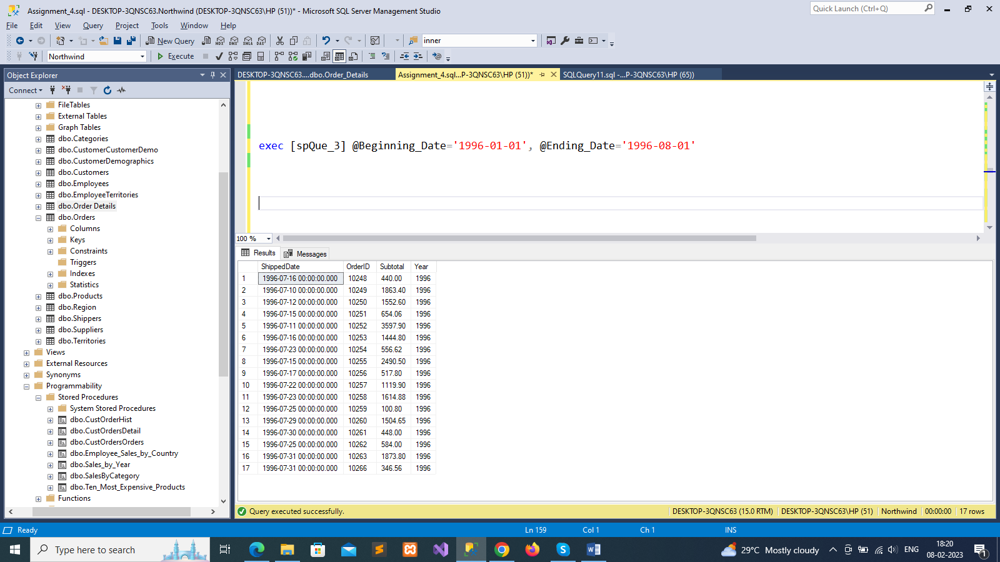 Assignment_4.sql - DESKTOP-3QNSC63.Northwind (DESKTOP-3QNSC63\HP (51))* - Microsoft SQL Server Management Studio
Quick Launch (Ctrl+Q)
File Edit View Query Project Tools Window Help
New Query MDX DMX XMLA DAX inner
Northwind Execute
Object Explorer
Connect
FileTables
External Tables
Graph Tables
dbo.Categories
dbo.CustomerCustomerDemo
dbo.CustomerDemographics
dbo.Customers
dbo.Employees
dbo.EmployeeTerritories
dbo.Order Details
dbo.Orders
Columns
Keys
Constraints
Triggers
Indexes
Statistics
dbo.Products
dbo.Region
dbo.Shippers
dbo.Suppliers
dbo.Territories
Views
External Resources
Synonyms
Programmability
Stored Procedures
System Stored Procedures
dbo.CustOrderHist
dbo.CustOrdersDetail
dbo.CustOrdersOrders
dbo.Employee_Sales_by_Country
dbo.Sales_by_Year
dbo.SalesByCategory
dbo.Ten_Most_Expensive_Products
Functions
DESKTOP-3QNSC63....dbo.Order_Details Assignment_4.sql...P-3QNSC63\HP (51))* SQLQuery11.sql -...P-3QNSC63\HP (65))
exec [spQue_3] @Beginning_Date='1996-01-01', @Ending_Date='1996-08-01'
100 %
Results Messages
ShippedDate OrderID Subtotal Year
1 1996-07-16 00:00:00.000 10248 440.00 1996
2 1996-07-10 00:00:00.000 10249 1863.40 1996
3 1996-07-12 00:00:00.000 10250 1552.60 1996
4 1996-07-15 00:00:00.000 10251 654.06 1996
5 1996-07-11 00:00:00.000 10252 3597.90 1996
6 1996-07-16 00:00:00.000 10253 1444.80 1996
7 1996-07-23 00:00:00.000 10254 556.62 1996
8 1996-07-15 00:00:00.000 10255 2490.50 1996
9 1996-07-17 00:00:00.000 10256 517.80 1996
10 1996-07-22 00:00:00.000 10257 1119.90 1996
11 1996-07-23 00:00:00.000 10258 1614.88 1996
12 1996-07-25 00:00:00.000 10259 100.80 1996
13 1996-07-29 00:00:00.000 10260 1504.65 1996
14 1996-07-30 00:00:00.000 10261 448.00 1996
15 1996-07-25 00:00:00.000 10262 584.00 1996
16 1996-07-31 00:00:00.000 10263 1873.80 1996
17 1996-07-31 00:00:00.000 10266 346.56 1996
Query executed successfully. DESKTOP-3QNSC63 (15.0 RTM) DESKTOP-3QNSC63\HP (51) Northwind 00:00:00 17 rows
Ready Ln 159 Col 1 Ch 1 INS
Type here to search 29°C Mostly cloudy ENG 18:20
08-02-2023 1